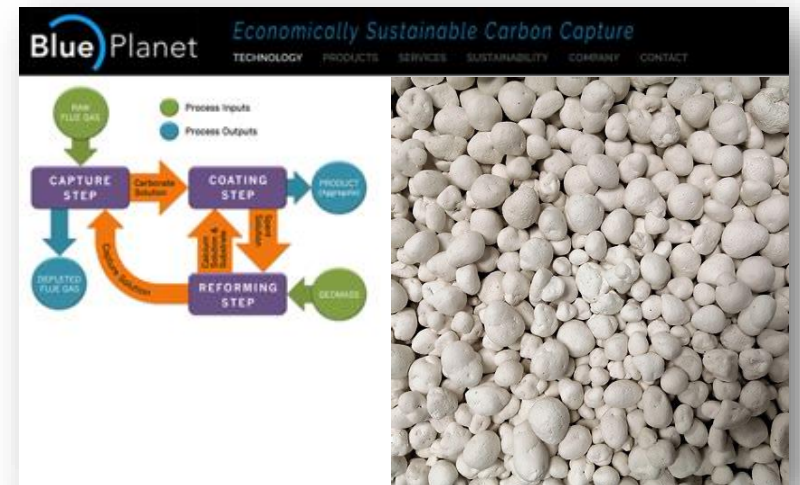 Blue Planet
Economically Sustainable Carbon Capture
TECHNOLOGY PRODUCTS SERVICES SUSTAINABILITY COMPANY CONTACT
RAW
FLUE GAS
Process Inputs
Process Outputs
CAPTURE
STEP
Carbonate
Solution
COATING
STEP
PRODUCT
(Aggregate)
Capture Solution
Calcium
Solution &
Substrate
Spent
Solution
DEPLETED
FLUE GAS
REFORMING
STEP
GEOMASS